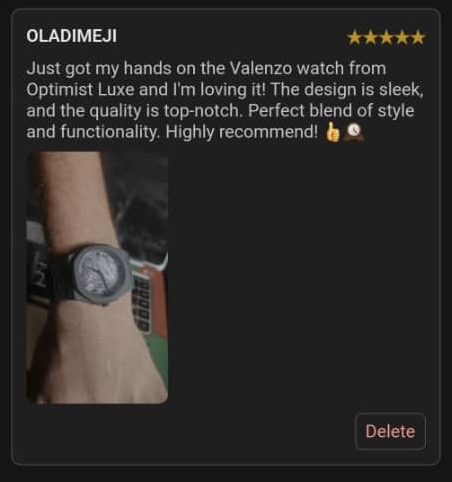 OLADIMEJI ★★★★★
Just got my hands on the Valenzo watch from
Optimist Luxe and I'm loving it! The design is sleek,
and the quality is top-notch. Perfect blend of style
and functionality. Highly recommend! 👍🕰️
Delete